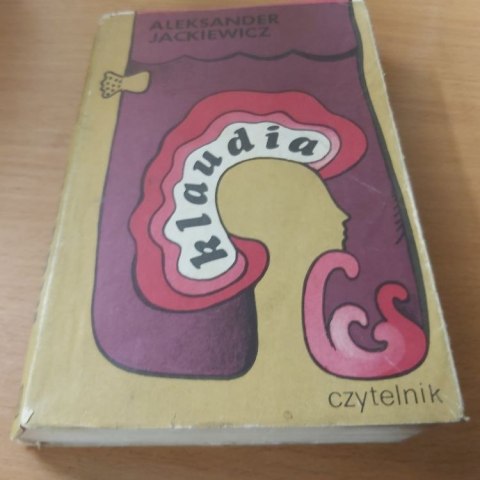 ALEKSANDER
JACKIEWICZ
klaudia
czytelnik